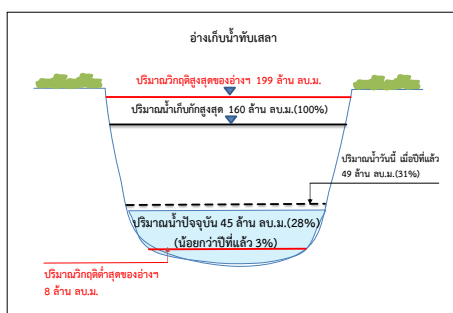 อ่างเก็บน้ำทับเสลา
ปริมาณวิกฤติสูงสุดของอ่างฯ 199 ล้าน ลบ.ม.
ปริมาณน้ำเก็บกักสูงสุด 160 ล้าน ลบ.ม.(100%)
ปริมาณน้ำวันนี้ เมื่อปีที่แล้ว
49 ล้าน ลบ.ม.(31%)
ปริมาณน้ำปัจจุบัน 45 ล้าน ลบ.ม.(28%)
(น้อยกว่าปีที่แล้ว 3%)
ปริมาณวิกฤติต่ำสุดของอ่างฯ
8 ล้าน ลบ.ม.